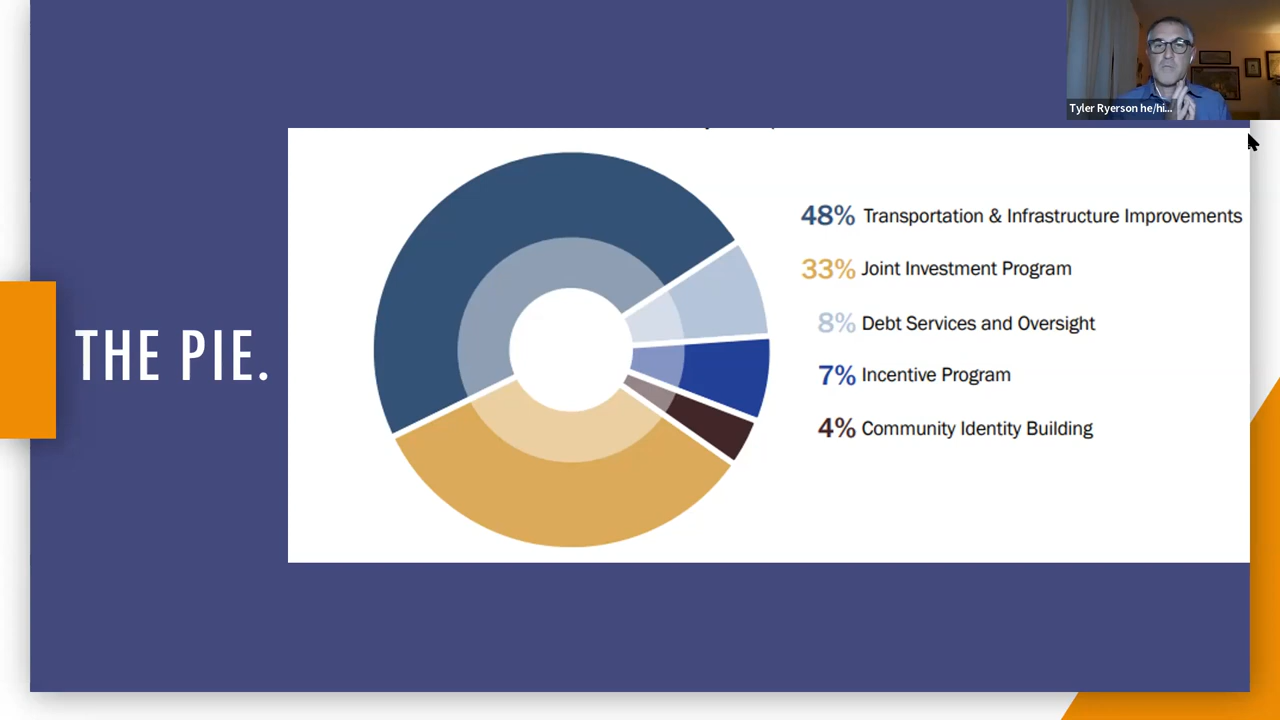 Tyler Ryerson he/hi...
THE PIE.
48% Transportation & Infrastructure Improvements
33% Joint Investment Program
8% Debt Services and Oversight
7% Incentive Program
4% Community Identity Building